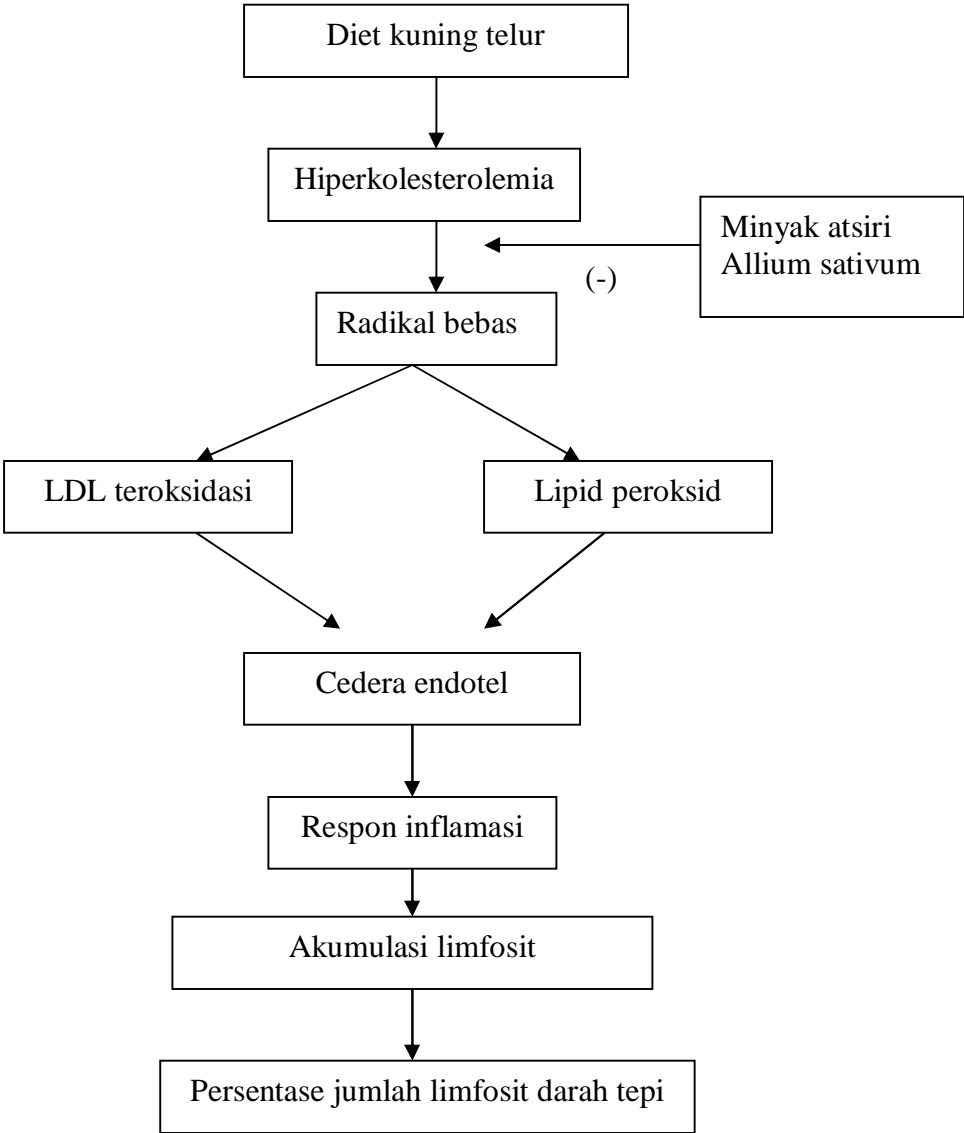 Diet kuning telur
Hiperkolesterolemia
Minyak atsiri
Allium sativum
(-)
Radikal bebas
LDL teroksidasi
Lipid peroksid
Cedera endotel
Respon inflamasi
Akumulasi limfosit
Persentase jumlah limfosit darah tepi